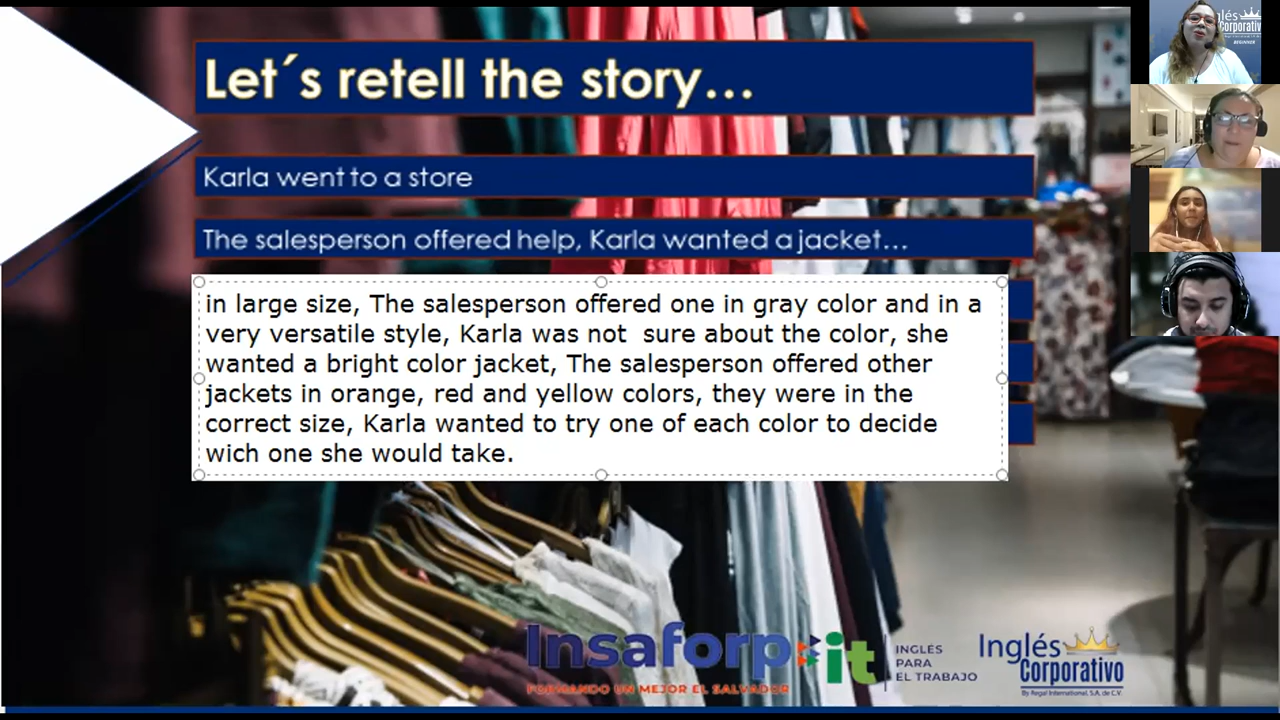 Let´s retell the story...
Karla went to a store
The salesperson offered help, Karla wanted a jacket...
in large size, The salesperson offered one in gray color and in a
very versatile style, Karla was not sure about the color, she
wanted a bright color jacket, The salesperson offered other
jackets in orange, red and yellow colors, they were in the
correct size, Karla wanted to try one of each color to decide
wich one she would take.
Insaforp
FORMANDO UN MEJOR EL SALVADOR
it
INGLÉS
PARA
EL TRABAJO
Inglés
Corporativo
By Regal International, S.A. de C.V.
glés
Corporativo
BEGINNER